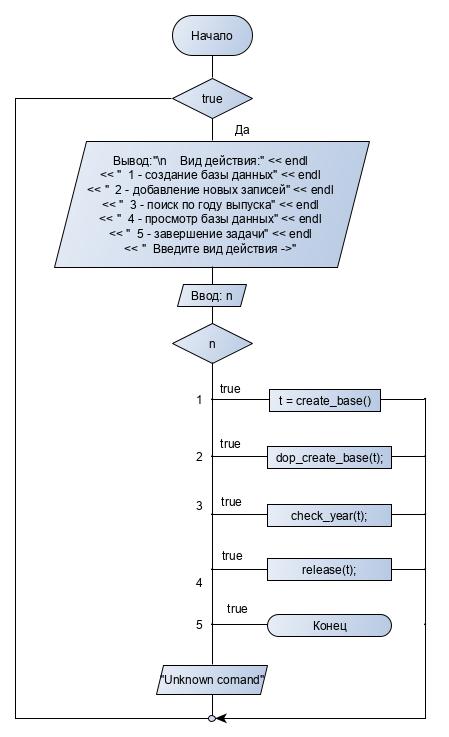 Начало
true
Да
Вывод:"\n Вид действия:" << endl
<< " 1 - создание базы данных" << endl
<< " 2 - добавление новых записей" << endl
<< " 3 - поиск по году выпуска" << endl
<< " 4 - просмотр базы данных" << endl
<< " 5 - завершение задачи" << endl
<< " Введите вид действия ->"
Ввод: n
n
1
true
t = create_base()
2
true
dop_create_base(t);
3
true
check_year(t);
4
true
release(t);
5
true
Конец
"Unknown comand"